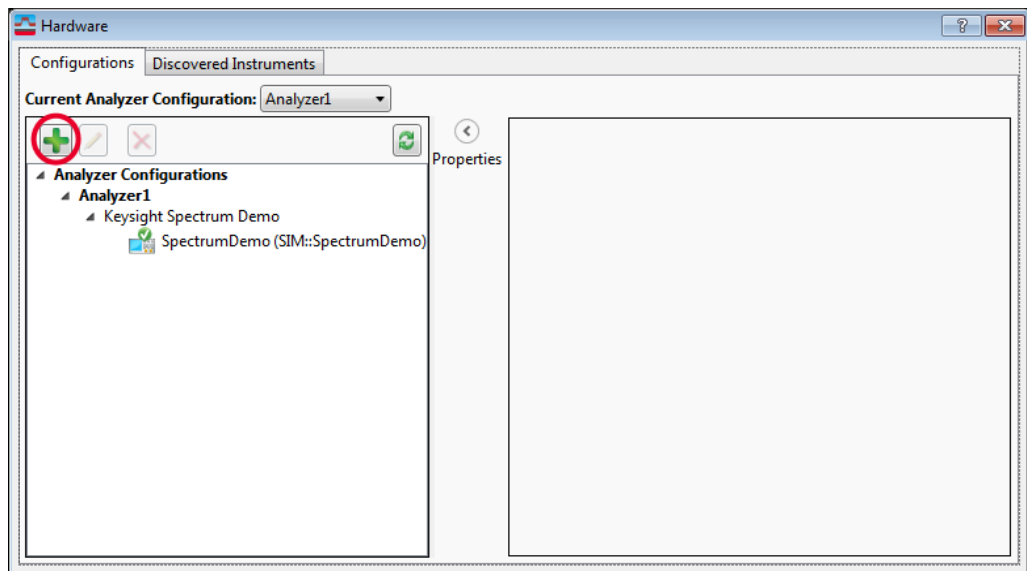 Hardware
Configurations Discovered Instruments
Current Analyzer Configuration: Analyzer1
Properties
Analyzer Configurations
Analyzer1
Keysight Spectrum Demo
SpectrumDemo (SIM::SpectrumDemo)